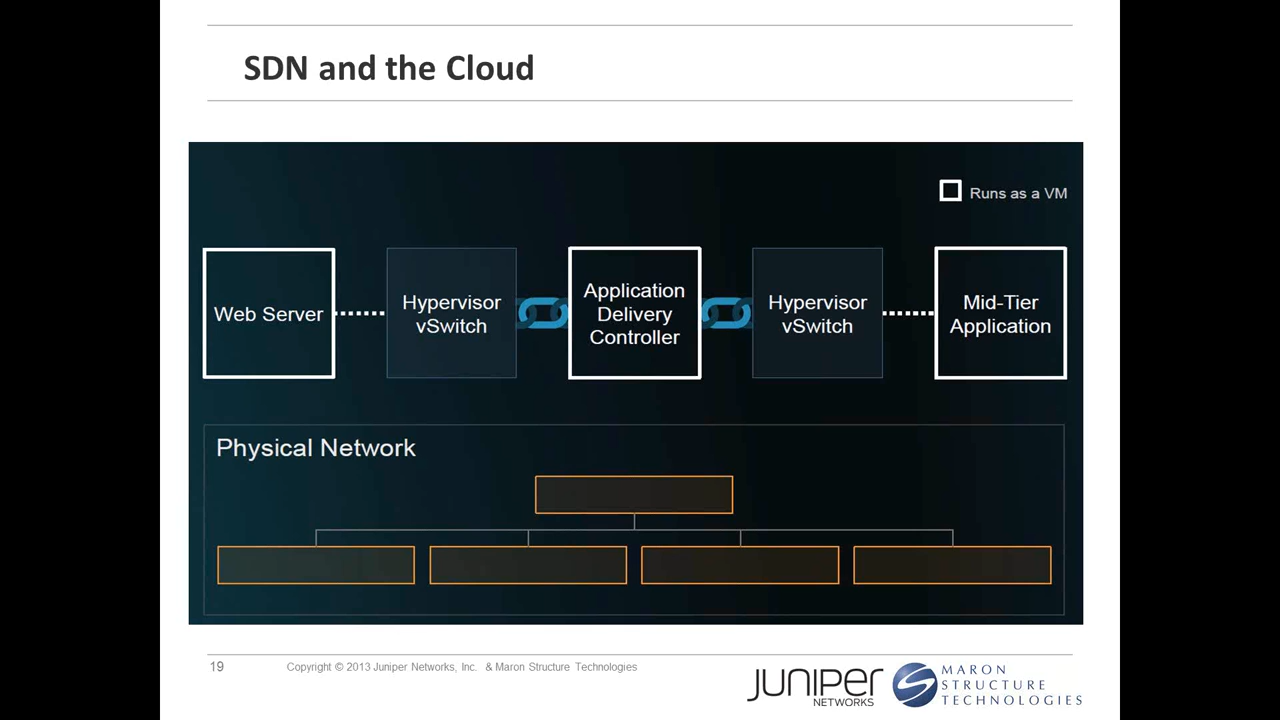 SDN and the Cloud
Runs as a VM
Web Server
Hypervisor
vSwitch
Application
Delivery
Controller
Hypervisor
vSwitch
Mid-Tier
Application
Physical Network
19
Copyright © 2013 Juniper Networks, Inc. & Maron Structure Technologies
JUNIPER
NETWORKS
MARON
STRUCTURE
TECHNOLOGIES